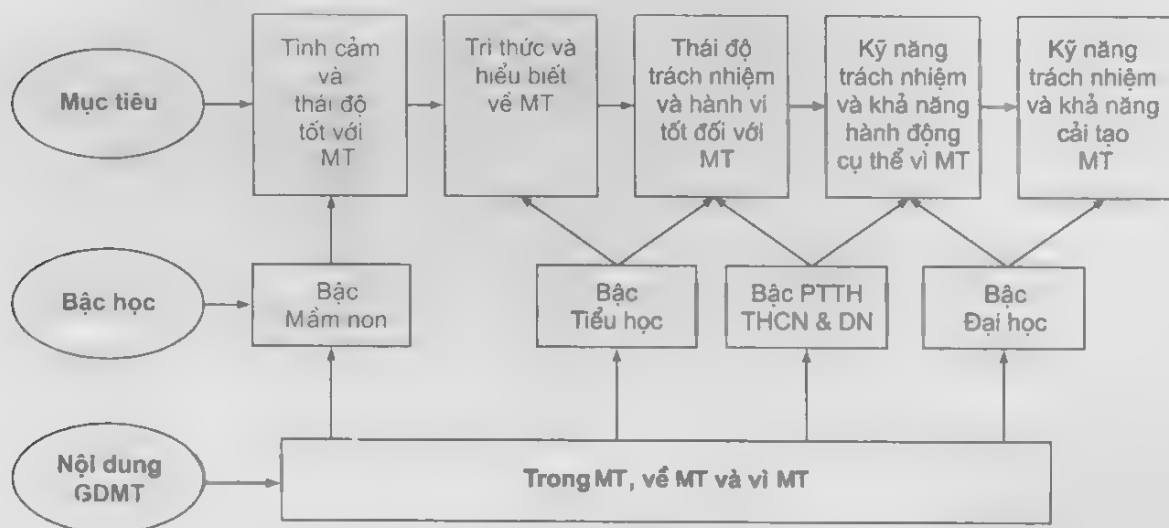 Mục tiêu
Tình cảm
và
thái độ
tốt với
MT
Tri thức và
hiểu biết
về MT
Thái độ
trách nhiệm
và hành vi
tốt đối với
MT
Kỹ năng
trách nhiệm
và khả năng
hành động
cụ thể vì MT
Kỹ năng
trách nhiệm
và khả năng
cải tạo
MT
Bậc học
Bậc
Mầm non
Bậc
Tiểu học
Bậc PTTH
THCN & DN
Bậc
Đại học
Nội dung
GDMT
Trong MT, về MT và vì MT